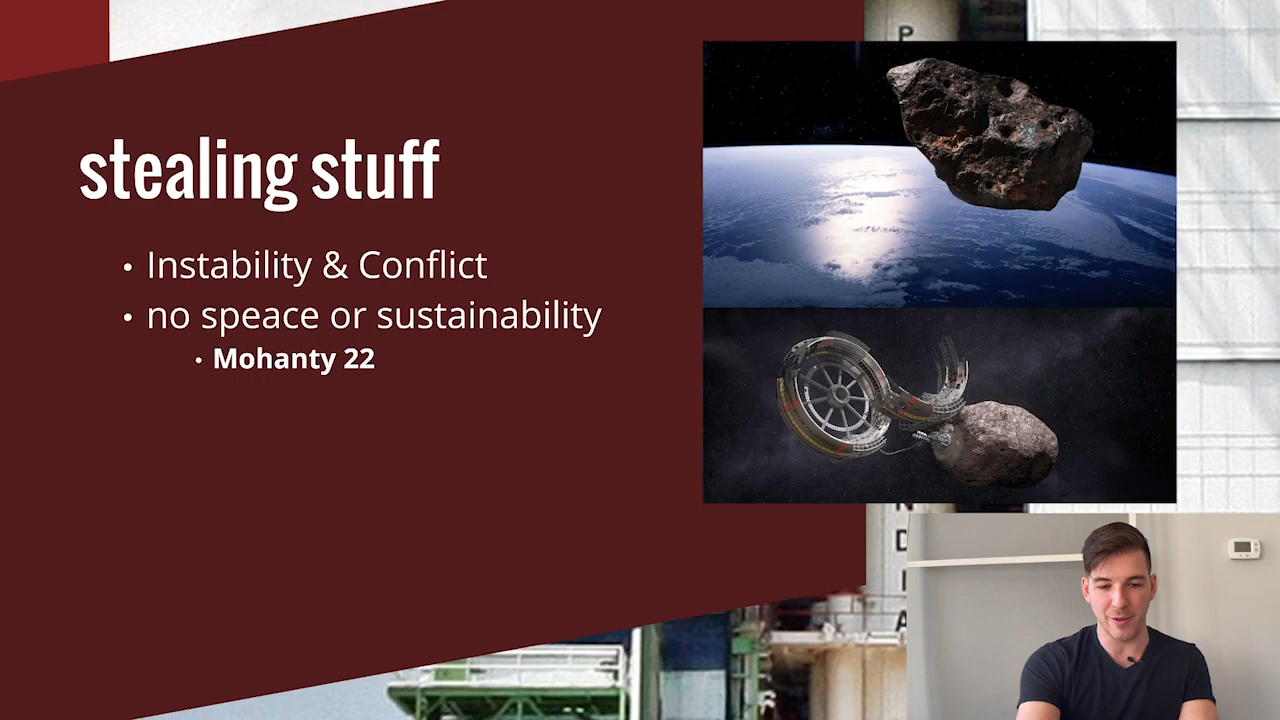 stealing stuff
• Instability & Conflict
• no speace or sustainability
• Mohanty 22
P
N
D
I
A